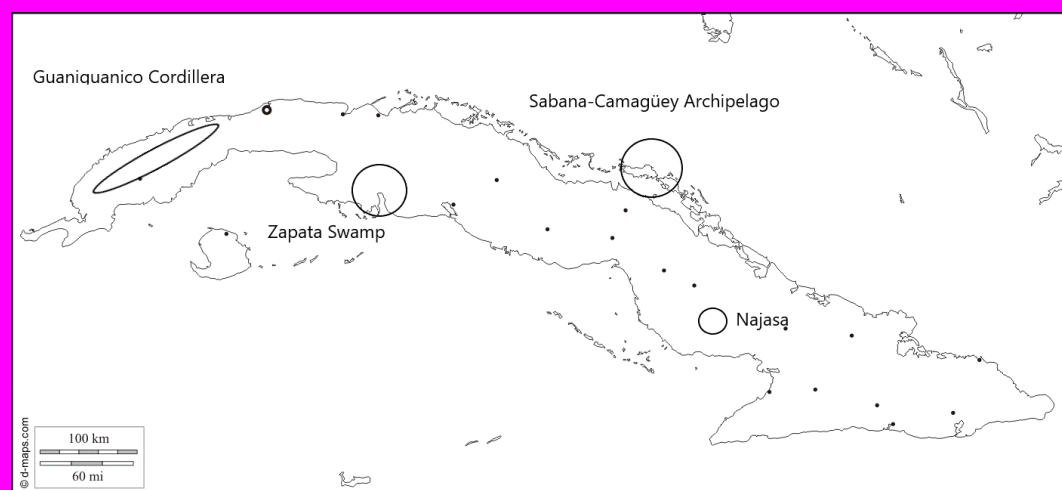 Guaniguanico Cordillera
Sabana-Camagüey Archipelago
Zapata Swamp
Najasa
100 km
60 mi
© d-maps.com